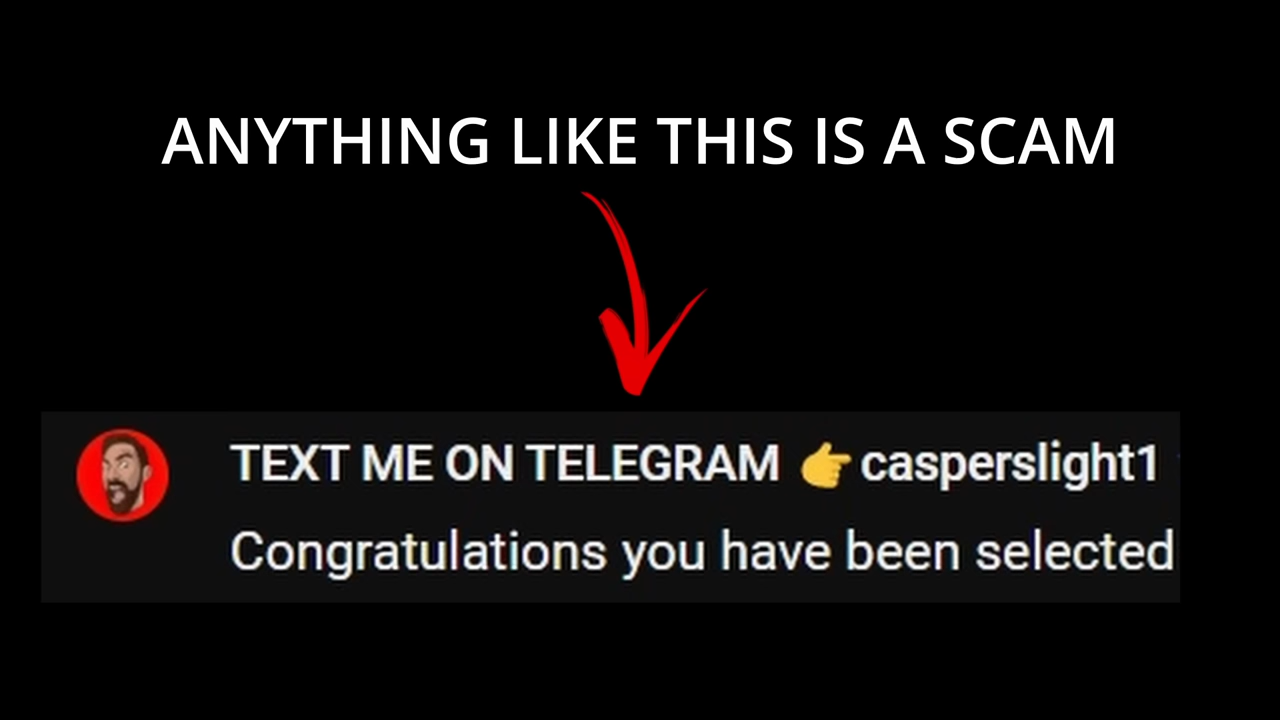 ANYTHING LIKE THIS IS A SCAM
TEXT ME ON TELEGRAM 👉casperslight1
Congratulations you have been selected